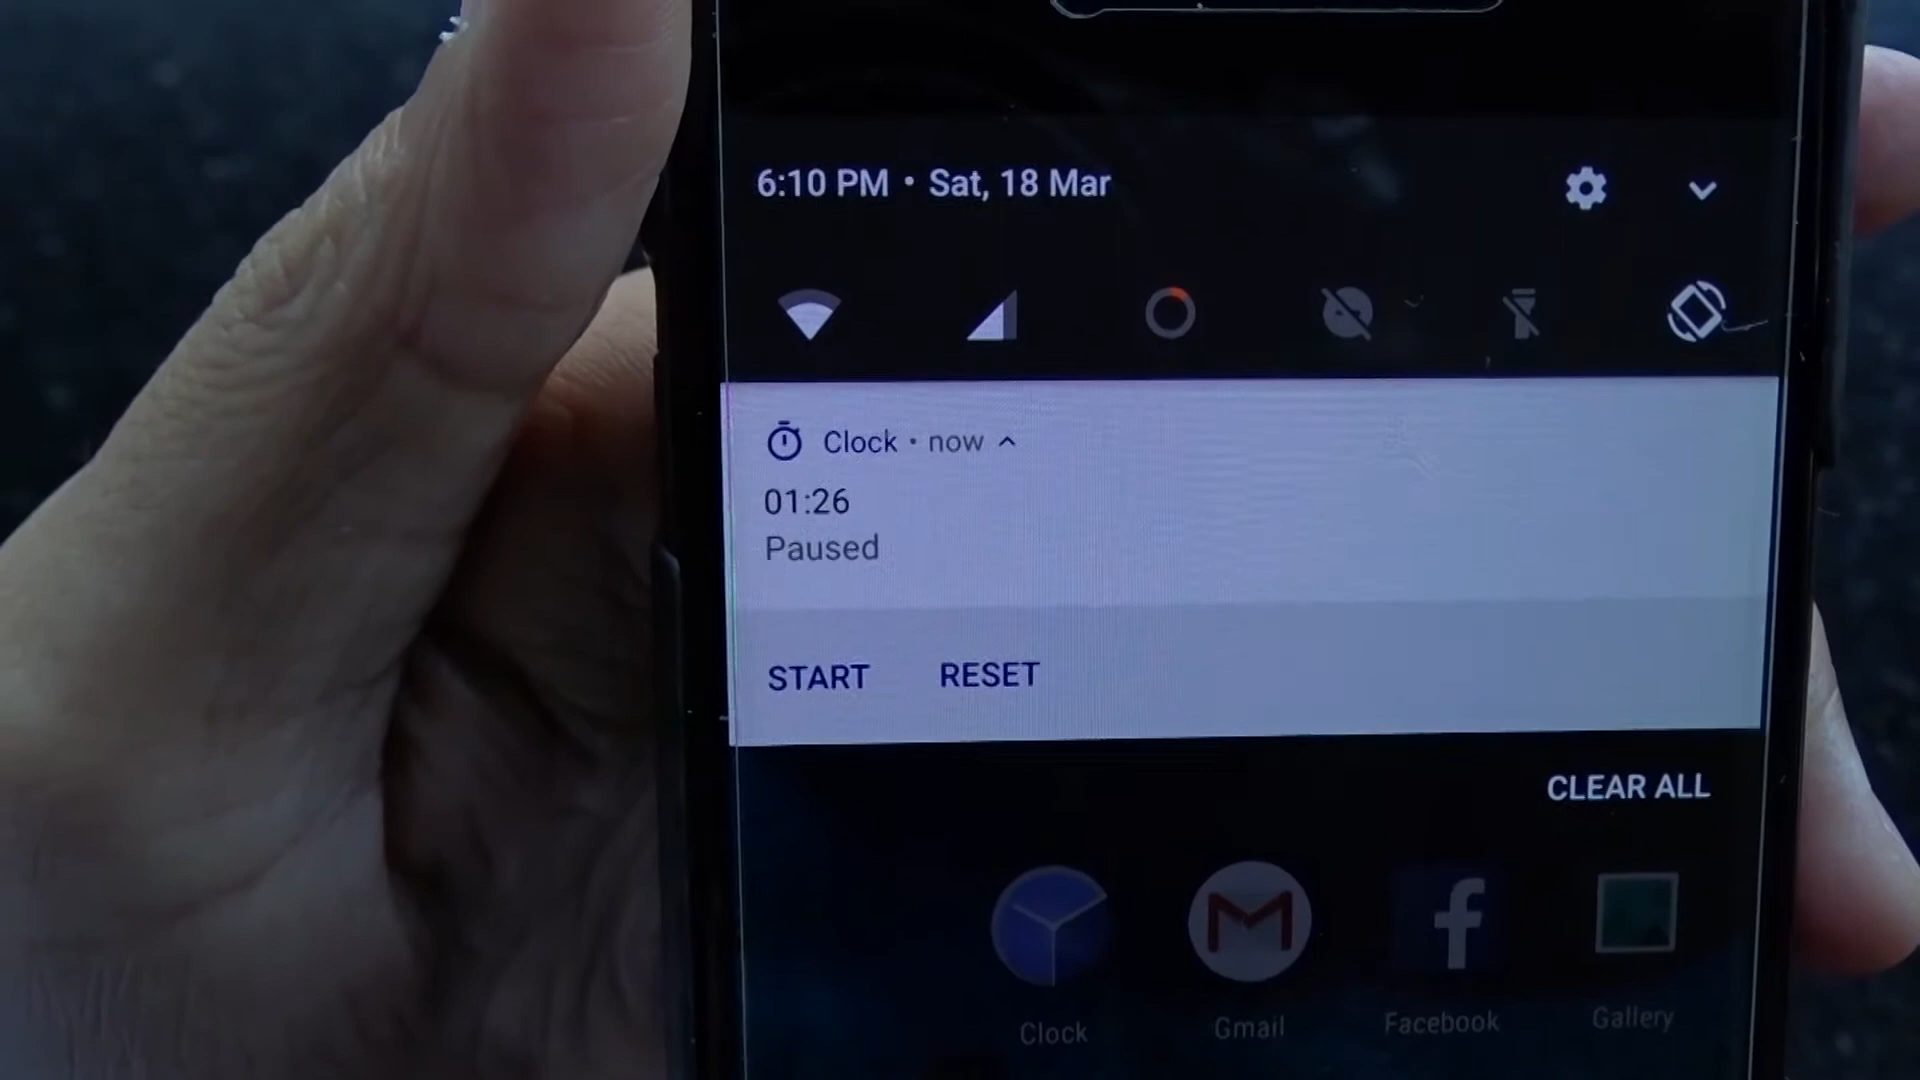 6:10 PM • Sat, 18 Mar
Clock • now
01:26
Paused
START RESET
CLEAR ALL
Clock Gmail Facebook Gallery